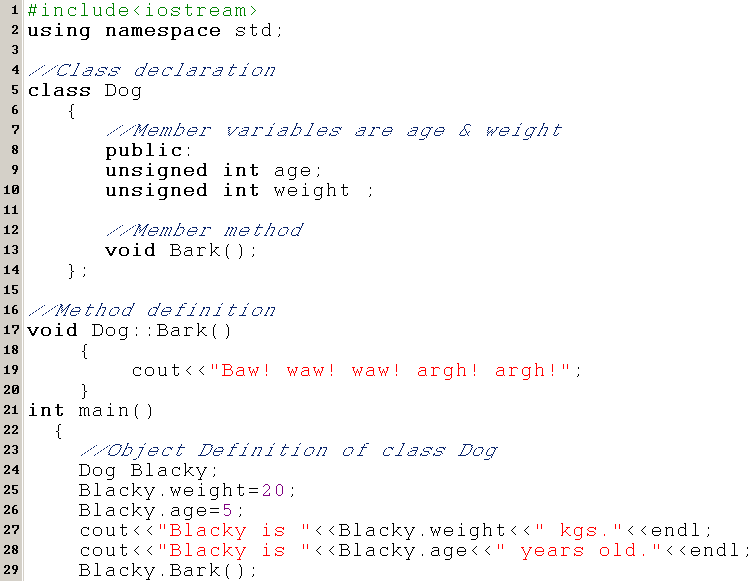 1 #include<iostream>
2 using namespace std;
3
4 //Class declaration
5 class Dog
6 {
7 //Member variables are age & weight
8 public:
9 unsigned int age;
10 unsigned int weight ;
11
12 //Member method
13 void Bark();
14 };
15
16 //Method definition
17 void Dog::Bark()
18 {
19 cout<<"Baw! waw! waw! argh! argh!";
20 }
21 int main()
22 {
23 //Object Definition of class Dog
24 Dog Blacky;
25 Blacky.weight=20;
26 Blacky.age=5;
27 cout<<"Blacky is "<<Blacky.weight<<" kgs."<<endl;
28 cout<<"Blacky is "<<Blacky.age<<" years old."<<endl;
29 Blacky.Bark();